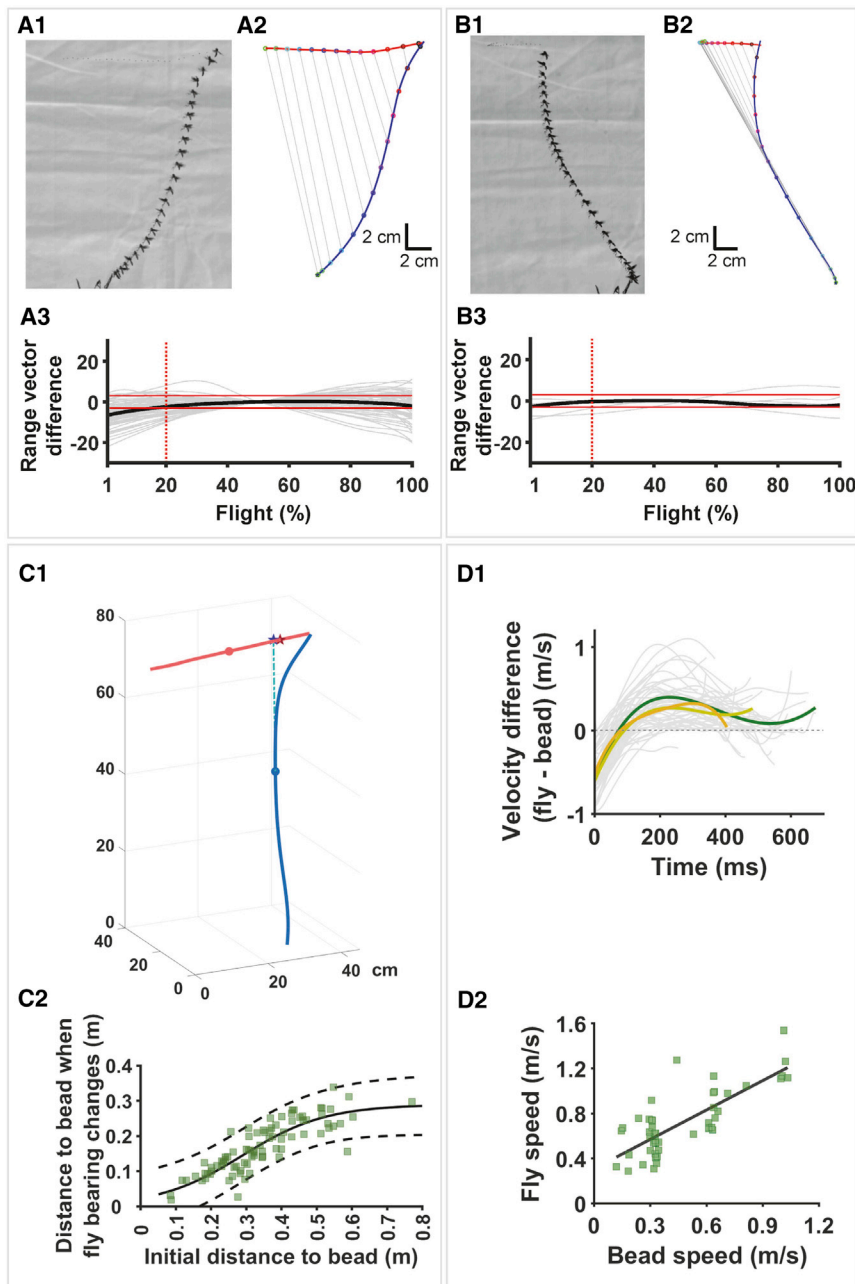 A1
A2
2 cm
2 cm
B1
B2
2 cm
2 cm
A3
Range vector
difference
20
0
-20
1
20
40
60
80
100
Flight (%)
B3
Range vector
difference
20
0
-20
1
20
40
60
80
100
Flight (%)
C1
80
60
40
20
0
40
20
0
0
20
40
cm
D1
Velocity difference
(fly - bead) (m/s)
1
0
-1
0
200
400
600
Time (ms)
C2
Distance to bead when
fly bearing changes (m)
0.4
0.3
0.2
0.1
0
0
0.1
0.2
0.3
0.4
0.5
0.6
0.7
0.8
Initial distance to bead (m)
D2
Fly speed (m/s)
1.6
1.2
0.8
0.4
0
0
0.3
0.6
0.9
1.2
Bead speed (m/s)